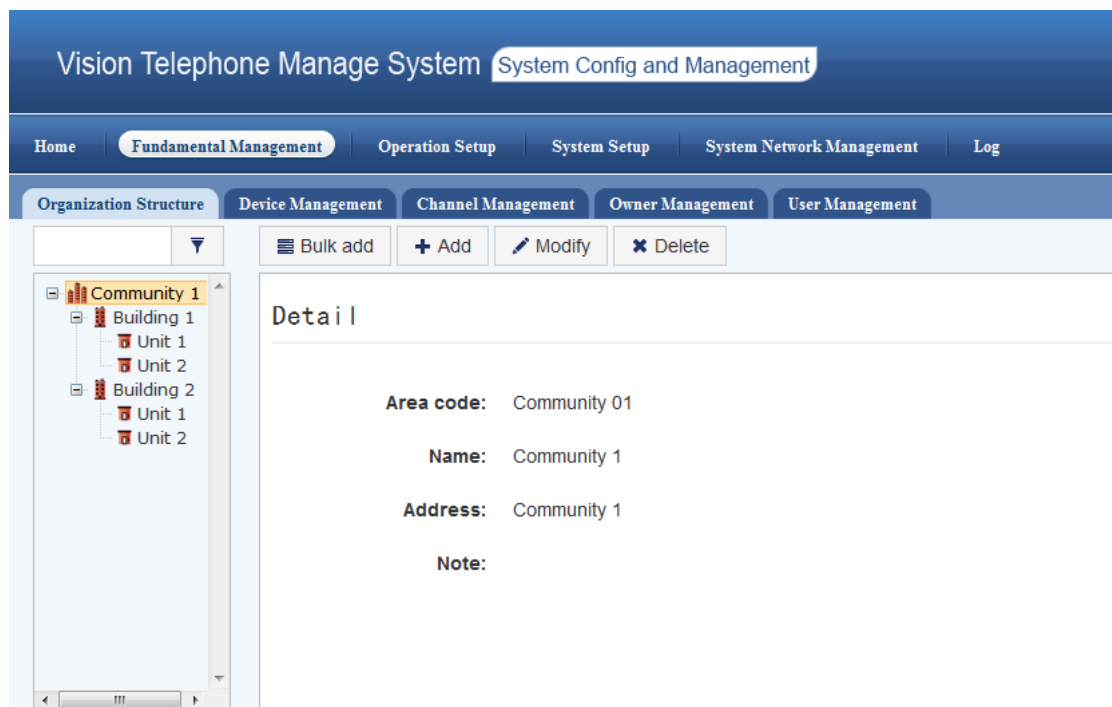 Vision Telephone Manage System System Config and Management
Home Fundamental Management Operation Setup System Setup System Network Management Log
Organization Structure Device Management Channel Management Owner Management User Management
Bulk add Add Modify Delete
Community 1
Building 1
Unit 1
Unit 2
Building 2
Unit 1
Unit 2
Detail
Area code: Community 01
Name: Community 1
Address: Community 1
Note: